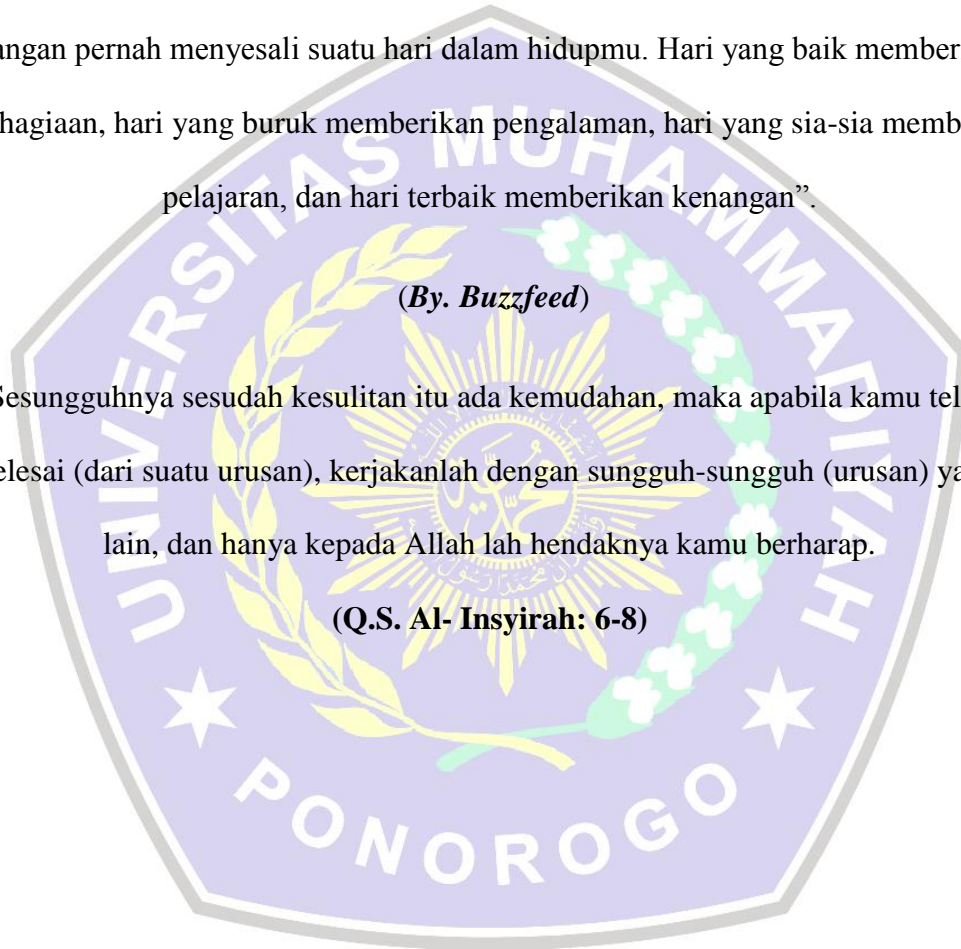 angan pernah menyesali suatu hari dalam hidupmu. Hari yang baik member
hagiaan, hari yang buruk memberikan pengalaman, hari yang sia-sia memb
pelajaran, dan hari terbaik memberikan kenangan”.
(By. Buzzfeed)
Sesungguhnya sesudah kesulitan itu ada kemudahan, maka apabila kamu tel
elesai (dari suatu urusan), kerjakanlah dengan sungguh-sungguh (urusan) ya
lain, dan hanya kepada Allah lah hendaknya kamu berharap.
(Q.S. Al- Insyirah: 6-8)
UNIVERSITAS MUHAMMADIYAH
PONOROGO